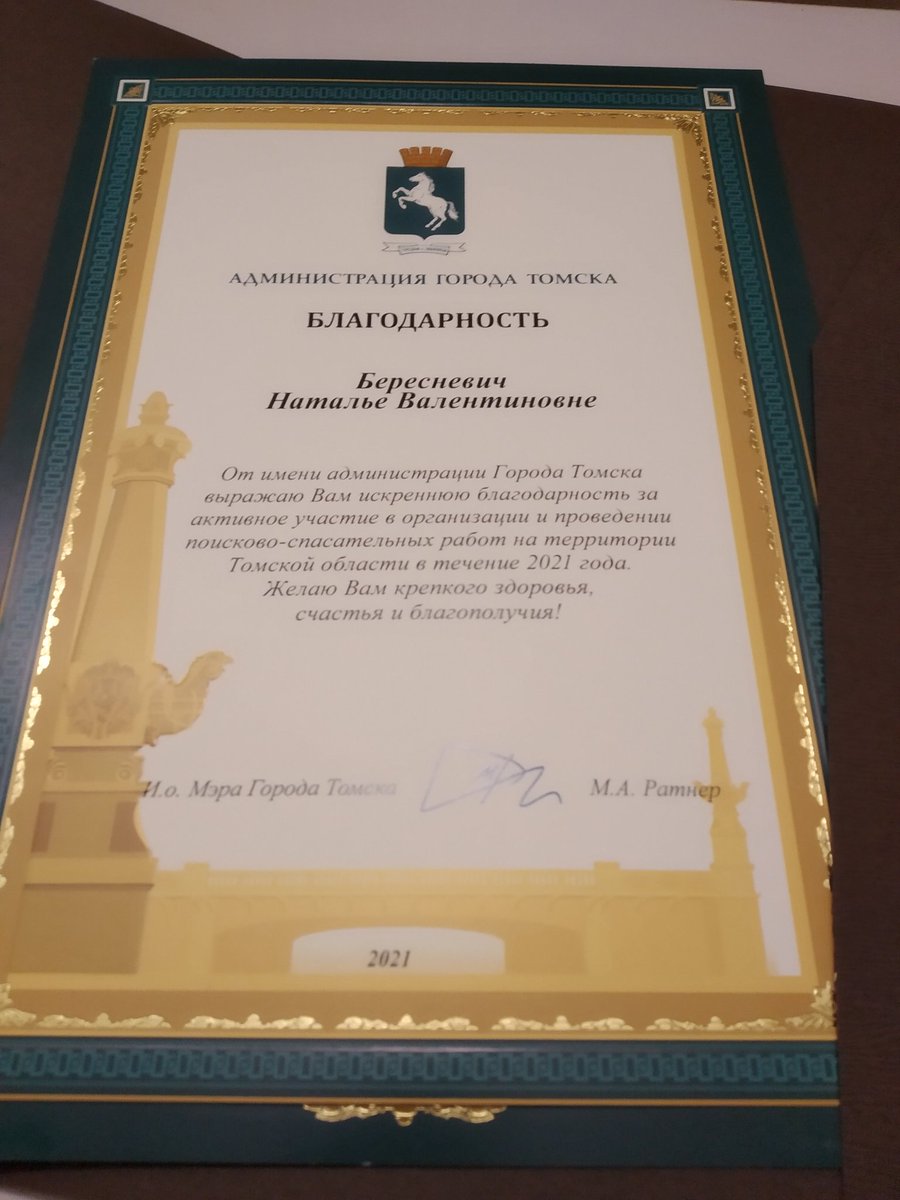 АДМИНИСТРАЦИЯ ГОРОДА ТОМСКА
БЛАГОДАРНОСТЬ
Бересневич
Наталье Валентиновне
От имени администрации Города Томска
выражаю Вам искреннюю благодарность за
активное участие в организации и проведении
поисково-спасательных работ на территории
Томской области в течение 2021 года.
Желаю Вам крепкого здоровья,
счастья и благополучия!
И.о. Мэра Города Томска М.А. Ратнер
2021